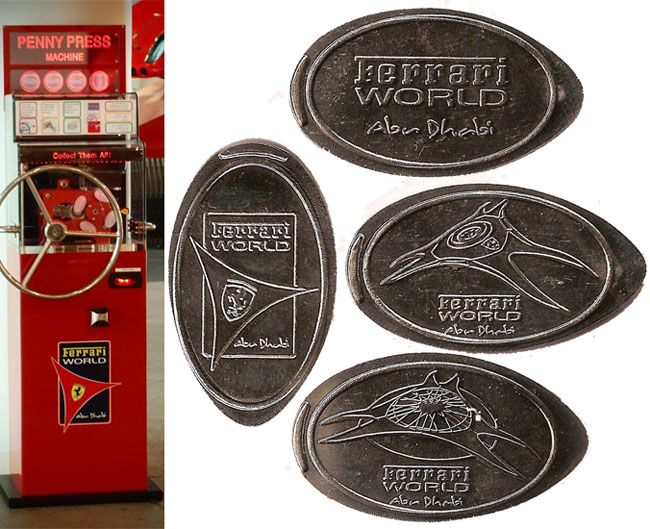 PENNY PRESS
MACHINE
Collect Them All!
Ferrari
WORLD
Abu Dhabi
Ferrari
WORLD
Abu Dhabi
Ferrari
WORLD
Abu Dhabi
Ferrari
WORLD
Abu Dhabi
Ferrari
WORLD
Abu Dhabi